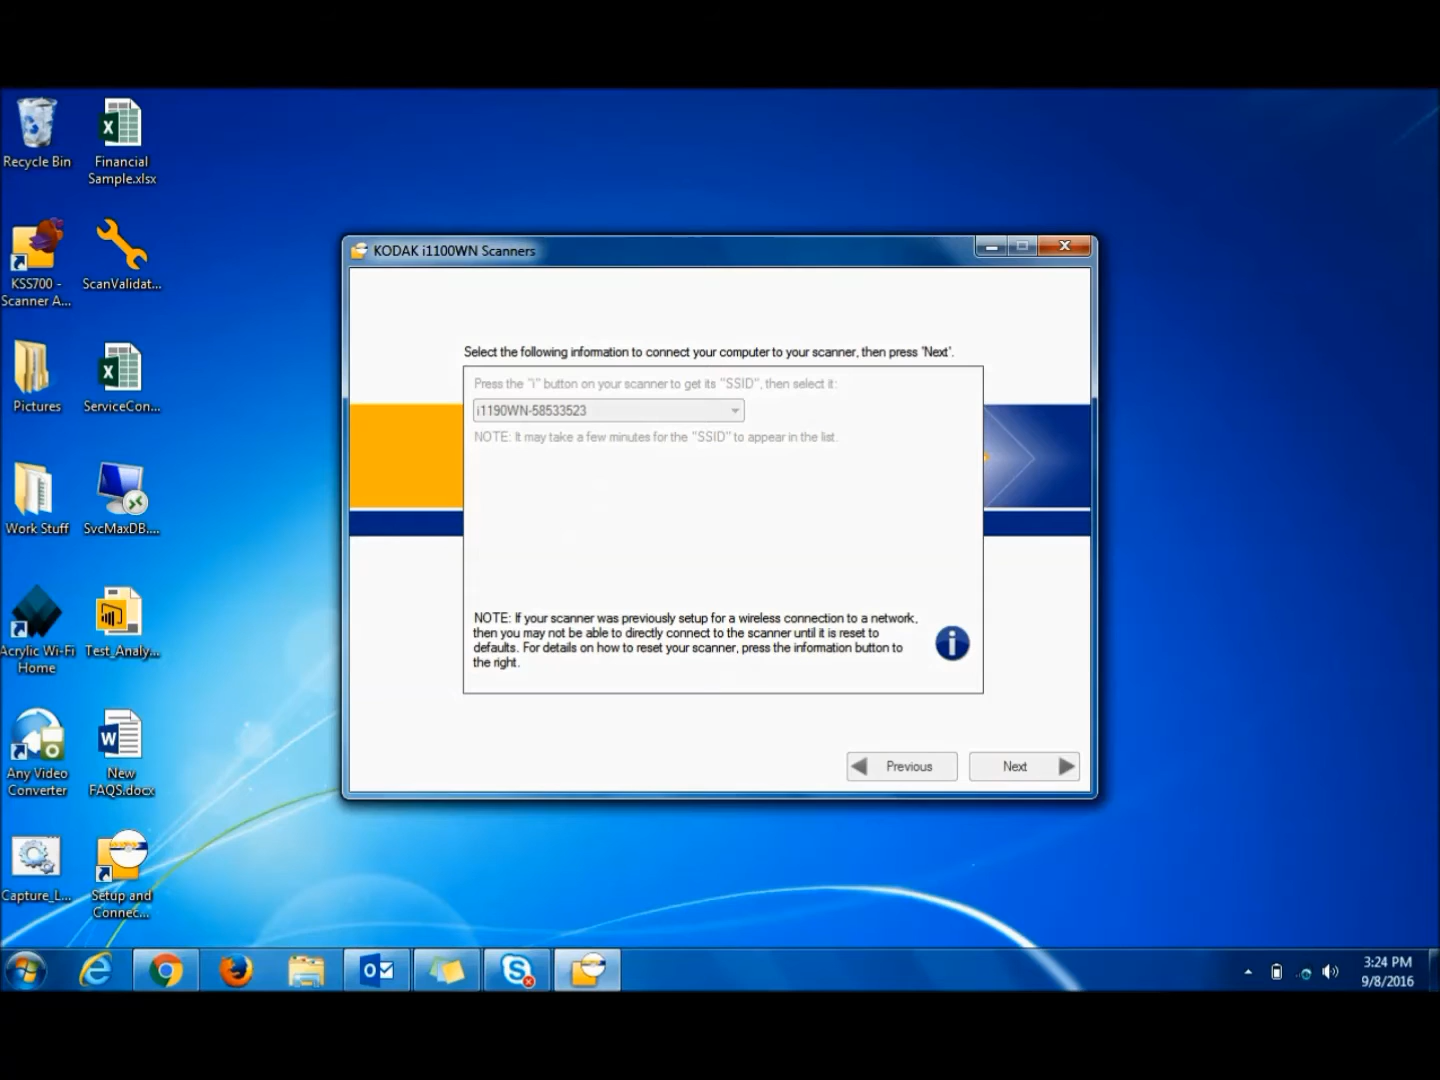 Recycle Bin
Financial
Sample.xlsx
KSS700 -
Scanner A...
ScanValidat...
Pictures
ServiceCon...
Work Stuff
SvcMaxDB....
Acrylic Wi-Fi
Home
Test_Analy...
Any Video
Converter
New
FAQS.docx
Capture_L...
Setup and
Connec...
KODAK i1100WN Scanners
Select the following information to connect your computer to your scanner, then press 'Next'.
Press the "i" button on your scanner to get its "SSID", then select it:
i1190WN-58533523
NOTE: It may take a few minutes for the "SSID" to appear in the list.
NOTE: If your scanner was previously setup for a wireless connection to a network,
then you may not be able to directly connect to the scanner until it is reset to
defaults. For details on how to reset your scanner, press the information button to
the right.
Previous
Next
3:24 PM
9/8/2016